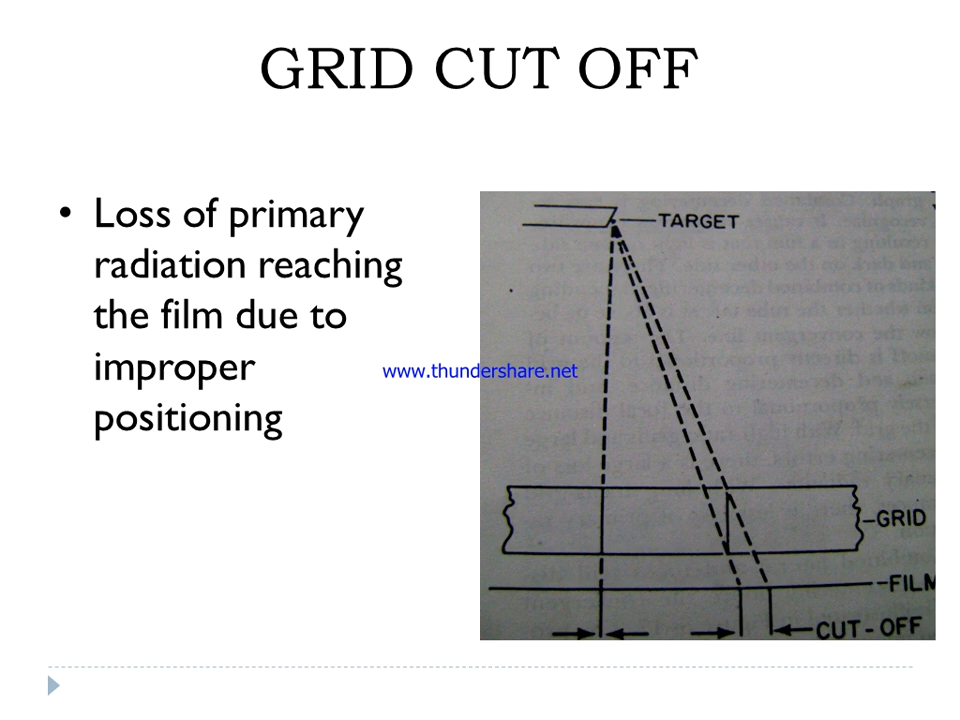 GRID CUT OFF
• Loss of primary
radiation reaching
the film due to
improper
positioning
www.thundershare.net
TARGET
GRID
FILM
CUT-OFF